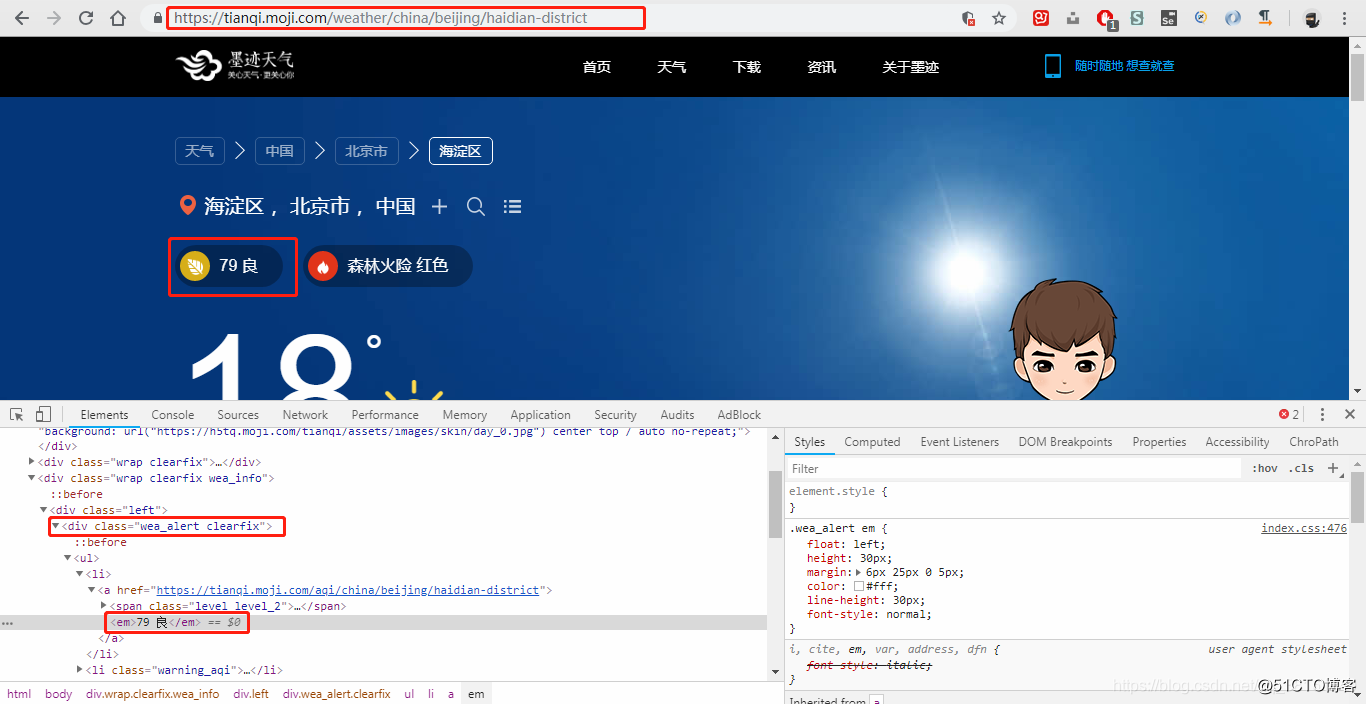 https://tianqi.moji.com/weather/china/beijing/haidian-district
1
墨迹天气
关心天气·更关心你
首页 天气 下载 资讯 关于墨迹
随时随地 想查就查
天气 中国 北京市 海淀区
海淀区 ，北京市 ，中国
79 良 森林火险 红色
18°
Elements Console Sources Network Performance Memory Application Security Audits AdBlock 2
"background: url("https://h5tq.moji.com/tianqi/assets/images/skin/day_0.jpg") center top / auto no-repeat;">
</div>
<div class="wrap clearfix">…</div>
<div class="wrap clearfix wea_info">
::before
<div class="left">
<div class="wea_alert clearfix">
::before
<ul>
<li>
<a href="https://tianqi.moji.com/aqi/china/beijing/haidian-district">
<span class="level level_2">…</span>
<em>79 良</em> == $0
</a>
</li>
<li class="warning_aqi">…</li>
html body div.wrap.clearfix.wea_info div.left div.wea_alert.clearfix ul li a em
Styles Computed Event Listeners DOM Breakpoints Properties Accessibility ChroPath
Filter :hov .cls +
element.style {
}
.wea_alert em { index.css:476
float: left;
height: 30px;
margin: 6px 25px 0 5px;
color: #fff;
line-height: 30px;
font-style: normal;
}
i, cite, em, var, address, dfn { user agent stylesheet
font-style: italic;
}
Inherited from a
https://blog.csdn.net/
@51CTO博客